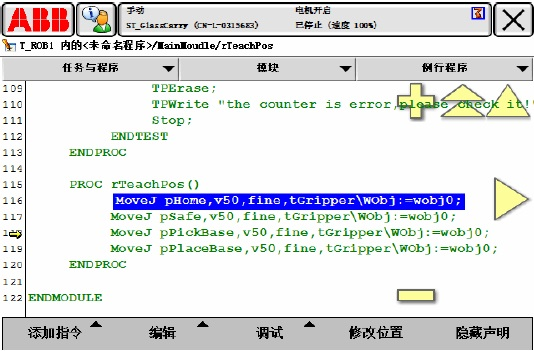 ABB
手动
ST_GlassCarry (CN-L-0315683)
电机开启
已停止 (速度 100%)
T_ROB1 内的<未命名程序>/MainMoudle/rTeachPos
任务与程序
模块
例行程序
109 TPErase;
110 TPWrite "the counter is error,please check it!"
111 Stop;
112 ENDTEST
113 ENDPROC
114
115 PROC rTeachPos()
116 MoveJ pHome,v50,fine,tGripper\WObj:=wobj0;
117 MoveJ pSafe,v50,fine,tGripper\WObj:=wobj0;
MoveJ pPickBase,v50,fine,tGripper\WObj:=wobj0;
119 MoveJ pPlaceBase,v50,fine,tGripper\WObj:=wobj0;
120 ENDPROC
121
122 ENDMODULE
添加指令
编辑
调试
修改位置
隐藏声明